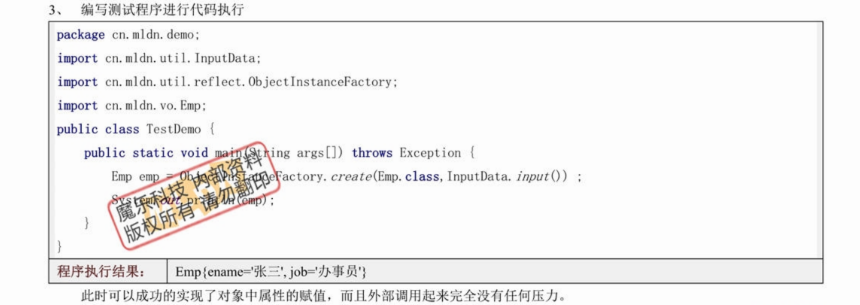 3、 编写测试程序进行代码执行
package cn.mldn.demo;
import cn.mldn.util.InputData;
import cn.mldn.util.reflect.ObjectInstanceFactory;
import cn.mldn.vo.Emp;
public class TestDemo {
public static void main(String args[]) throws Exception {
Emp emp = ObjectInstanceFactory.create(Emp.class,InputData.input()) ;
System.out.println(emp);
}
}
魔乐科技 内部资料
版权所有 请勿翻印
程序执行结果： Emp{ename='张三', job='办事员'}
此时可以成功的实现了对象中属性的赋值，而且外部调用起来完全没有任何压力。